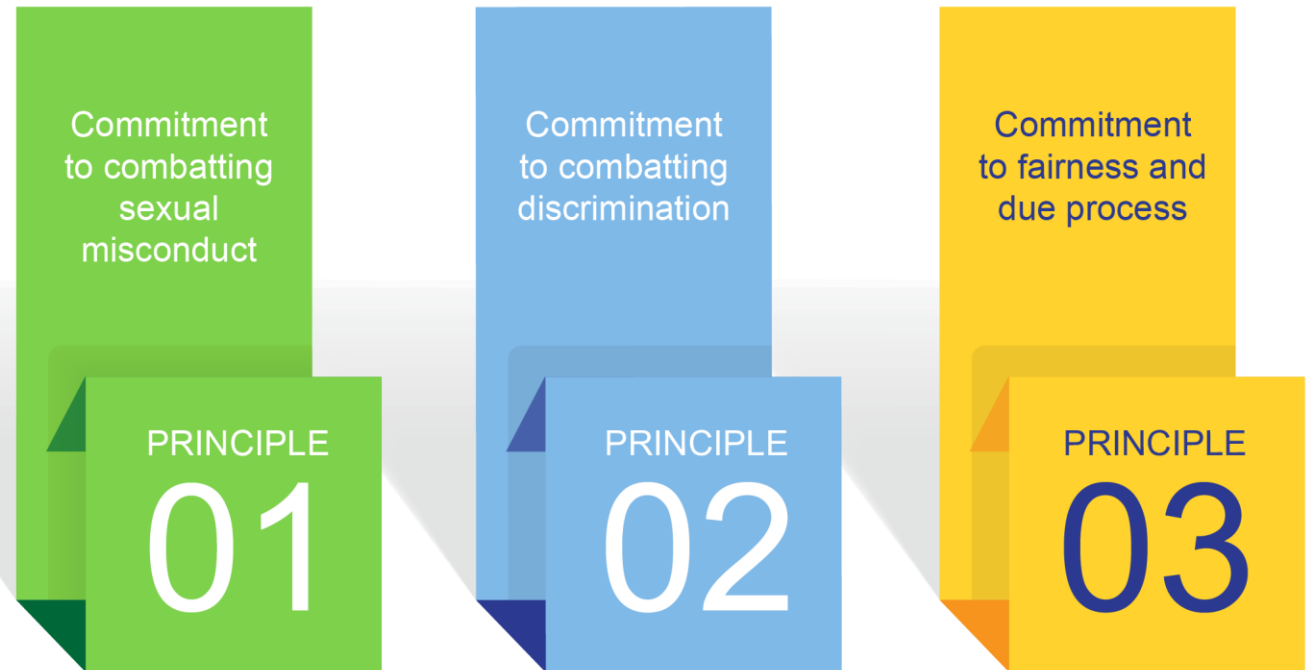 Commitment
to combatting
sexual
misconduct
PRINCIPLE
01
Commitment
to combatting
discrimination
PRINCIPLE
02
Commitment
to fairness and
due process
PRINCIPLE
03